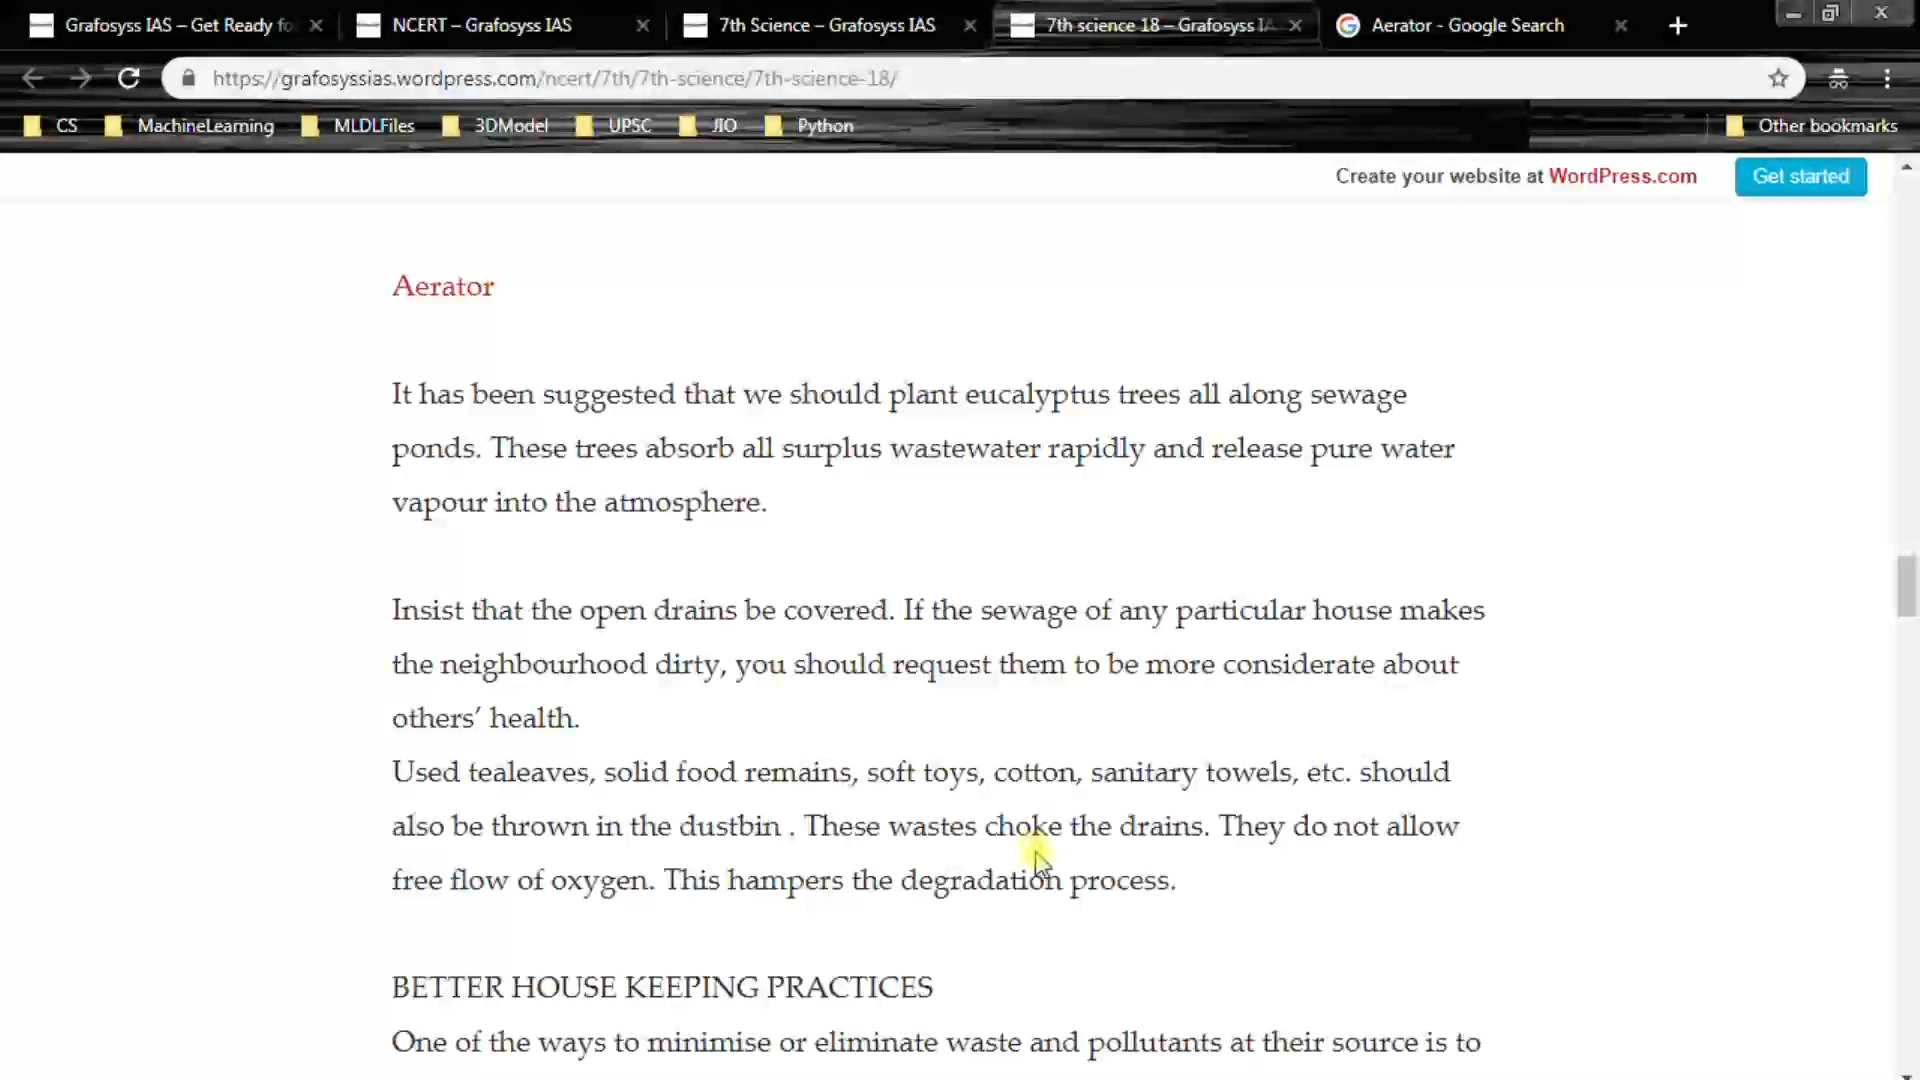 Grafosyss IAS – Get Ready fo
NCERT – Grafosyss IAS
7th Science – Grafosyss IAS
7th science 18 – Grafosyss IA
Aerator - Google Search
https://grafosyssias.wordpress.com/ncert/7th/7th-science/7th-science-18/
CS
MachineLearning
MLDLFiles
3DModel
UPSC
JIO
Python
Other bookmarks
Create your website at WordPress.com
Get started
Aerator
It has been suggested that we should plant eucalyptus trees all along sewage
ponds. These trees absorb all surplus wastewater rapidly and release pure water
vapour into the atmosphere.
Insist that the open drains be covered. If the sewage of any particular house makes
the neighbourhood dirty, you should request them to be more considerate about
others’ health.
Used tealeaves, solid food remains, soft toys, cotton, sanitary towels, etc. should
also be thrown in the dustbin . These wastes choke the drains. They do not allow
free flow of oxygen. This hampers the degradation process.
BETTER HOUSE KEEPING PRACTICES
One of the ways to minimise or eliminate waste and pollutants at their source is to